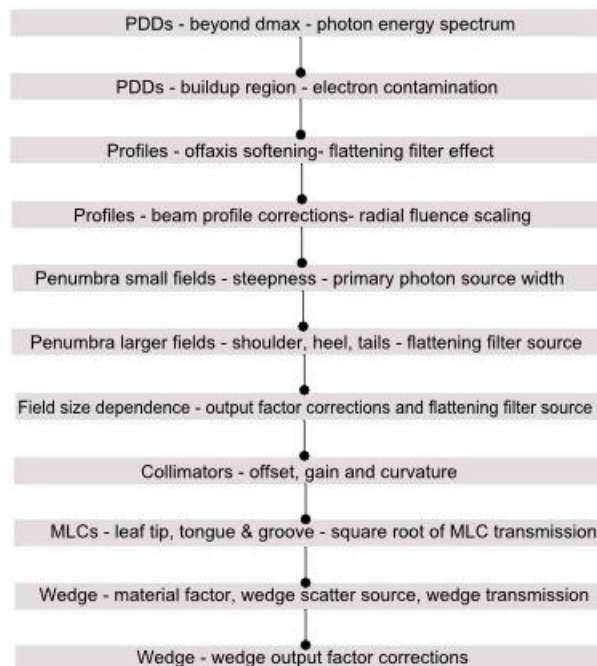 PDDs - beyond dmax - photon energy spectrum
PDDs - buildup region - electron contamination
Profiles - offaxis softening- flattening filter effect
Profiles - beam profile corrections- radial fluence scaling
Penumbra small fields - steepness - primary photon source width
Penumbra larger fields - shoulder, heel, tails - flattening filter source
Field size dependence - output factor corrections and flattening filter source
Collimators - offset, gain and curvature
MLCs - leaf tip, tongue & groove - square root of MLC transmission
Wedge - material factor, wedge scatter source, wedge transmission
Wedge - wedge output factor corrections